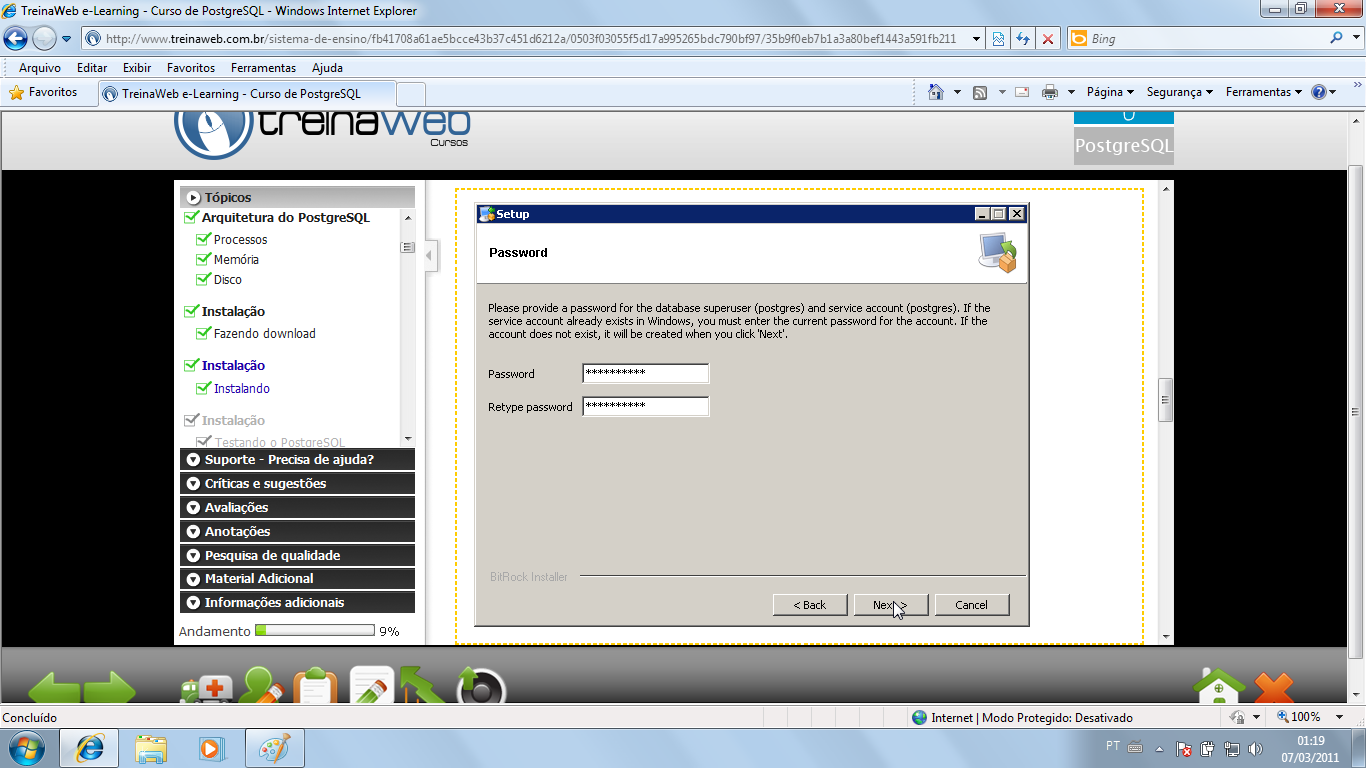 TreinaWeb e-Learning - Curso de PostgreSQL - Windows Internet Explorer
http://www.treinaweb.com.br/sistema-de-ensino/fb41708a61ae5bcce43b37c451d6212a/0503f03055f5d17a995265bdc790bf97/35b9f0eb7b1a3a80bef1443a591fb211
Bing
Arquivo Editar Exibir Favoritos Ferramentas Ajuda
Favoritos
TreinaWeb e-Learning - Curso de PostgreSQL
Página Segurança Ferramentas
treinaweb
Cursos
PostgreSQL
Tópicos
Arquitetura do PostgreSQL
Processos
Memória
Disco
Instalação
Fazendo download
Instalação
Instalando
Instalação
Testando o PostgreSQL
Suporte - Precisa de ajuda?
Críticas e sugestões
Avaliações
Anotações
Pesquisa de qualidade
Material Adicional
Informações adicionais
Andamento 9%
Setup
Password
Please provide a password for the database superuser (postgres) and service account (postgres). If the
service account already exists in Windows, you must enter the current password for the account. If the
account does not exist, it will be created when you click 'Next'.
Password **********
Retype password **********
BitRock Installer
< Back Next > Cancel
Concluído
Internet | Modo Protegido: Desativado
100%
PT
01:19
07/03/2011